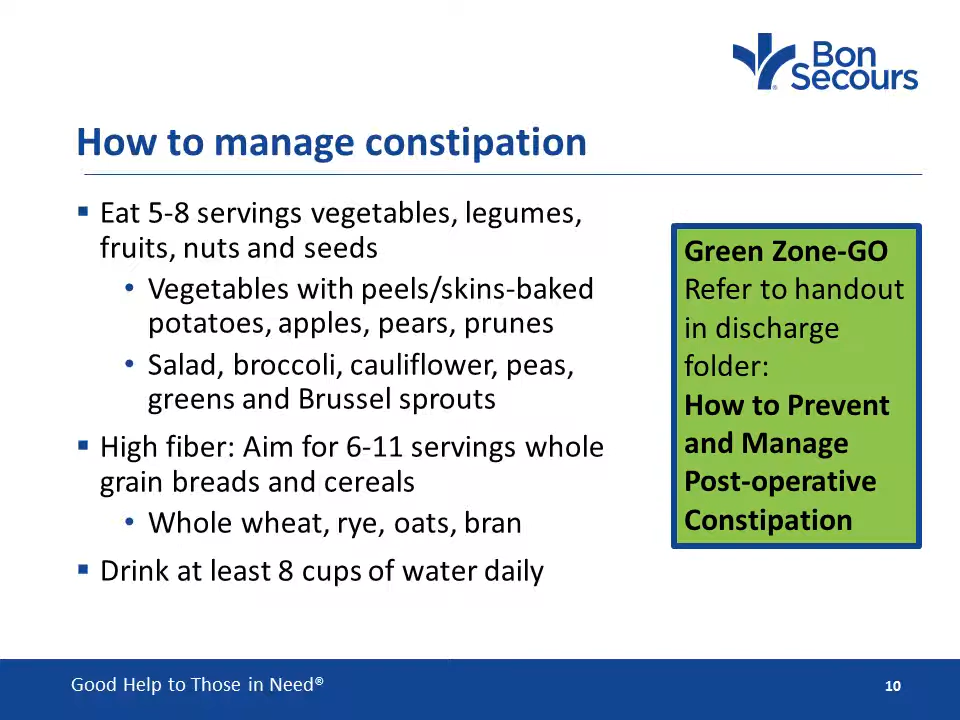 Bon
Secours
How to manage constipation
▪ Eat 5-8 servings vegetables, legumes,
fruits, nuts and seeds
• Vegetables with peels/skins-baked
potatoes, apples, pears, prunes
• Salad, broccoli, cauliflower, peas,
greens and Brussel sprouts
▪ High fiber: Aim for 6-11 servings whole
grain breads and cereals
• Whole wheat, rye, oats, bran
▪ Drink at least 8 cups of water daily
Green Zone-GO
Refer to handout
in discharge
folder:
How to Prevent
and Manage
Post-operative
Constipation
Good Help to Those in Need®
10